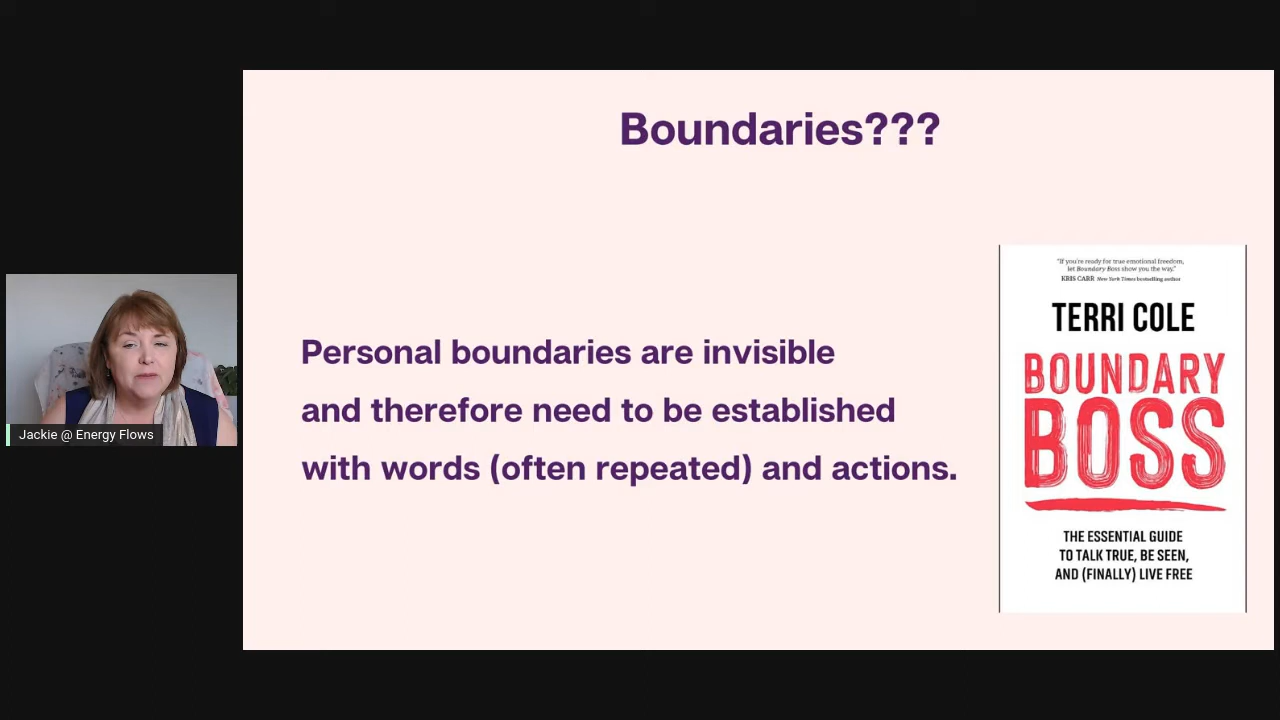 Boundaries???
Personal boundaries are invisible
and therefore need to be established
with words (often repeated) and actions.
"If you're ready for true emotional freedom,
let Boundary Boss show you the way."
KRIS CARR New York Times bestselling author
TERRI COLE
BOUNDARY
BOSS
THE ESSENTIAL GUIDE
TO TALK TRUE, BE SEEN,
AND (FINALLY) LIVE FREE
Jackie @ Energy Flows